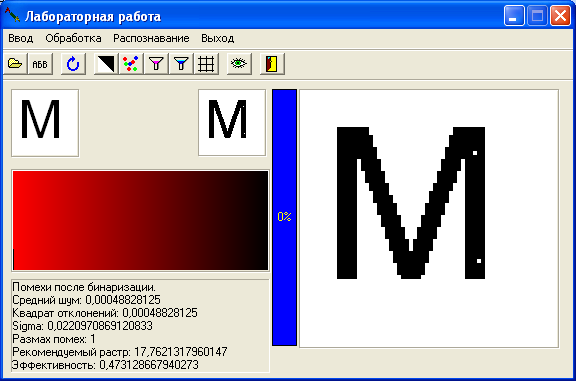 Лабораторная работа
Ввод Обработка Распознавание Выход
АБВ
М М
0%
М
Помехи после бинаризации.
Средний шум: 0,00048828125
Квадрат отклонений: 0,00048828125
Sigma: 0,0220970869120833
Размах помех: 1
Рекомендуемый растр: 17,7621317960147
Эффективность: 0,473128667940273